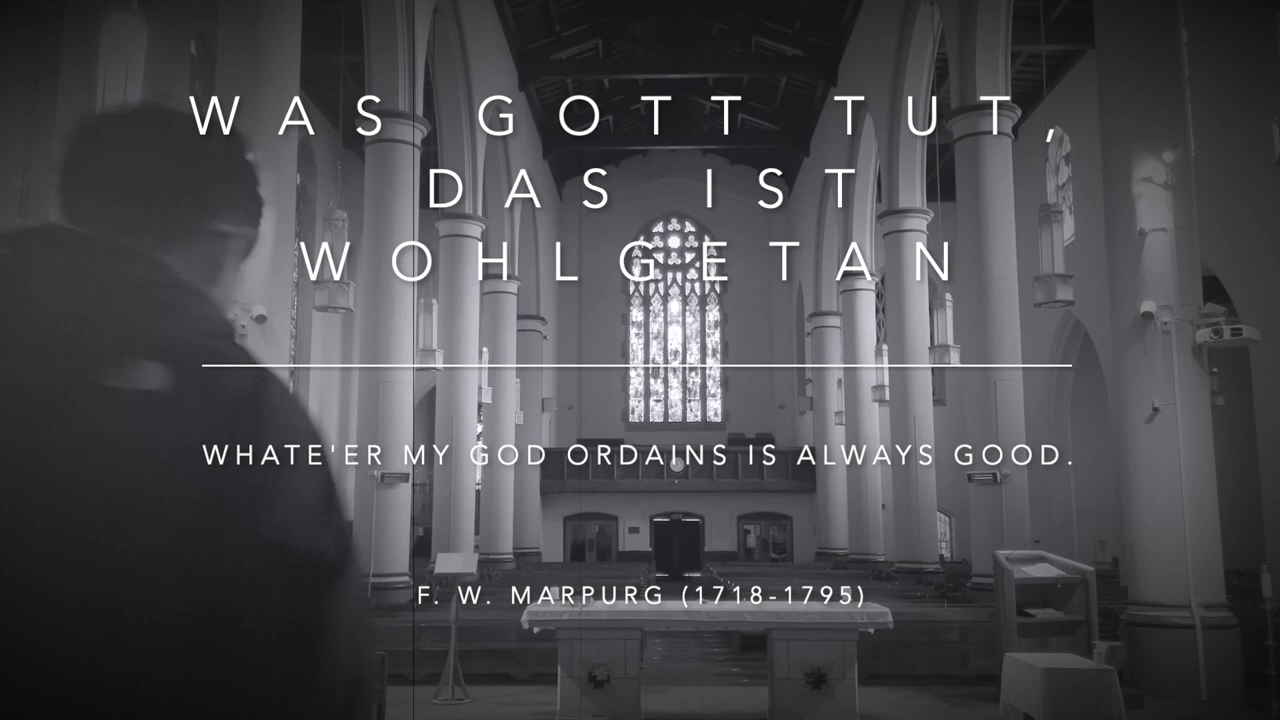 WAS GOTT TUT,
DAS IST
WOHLGETAN
WHATE'ER MY GOD ORDAINS IS ALWAYS GOOD.
F. W. MARPURG (1718-1795)